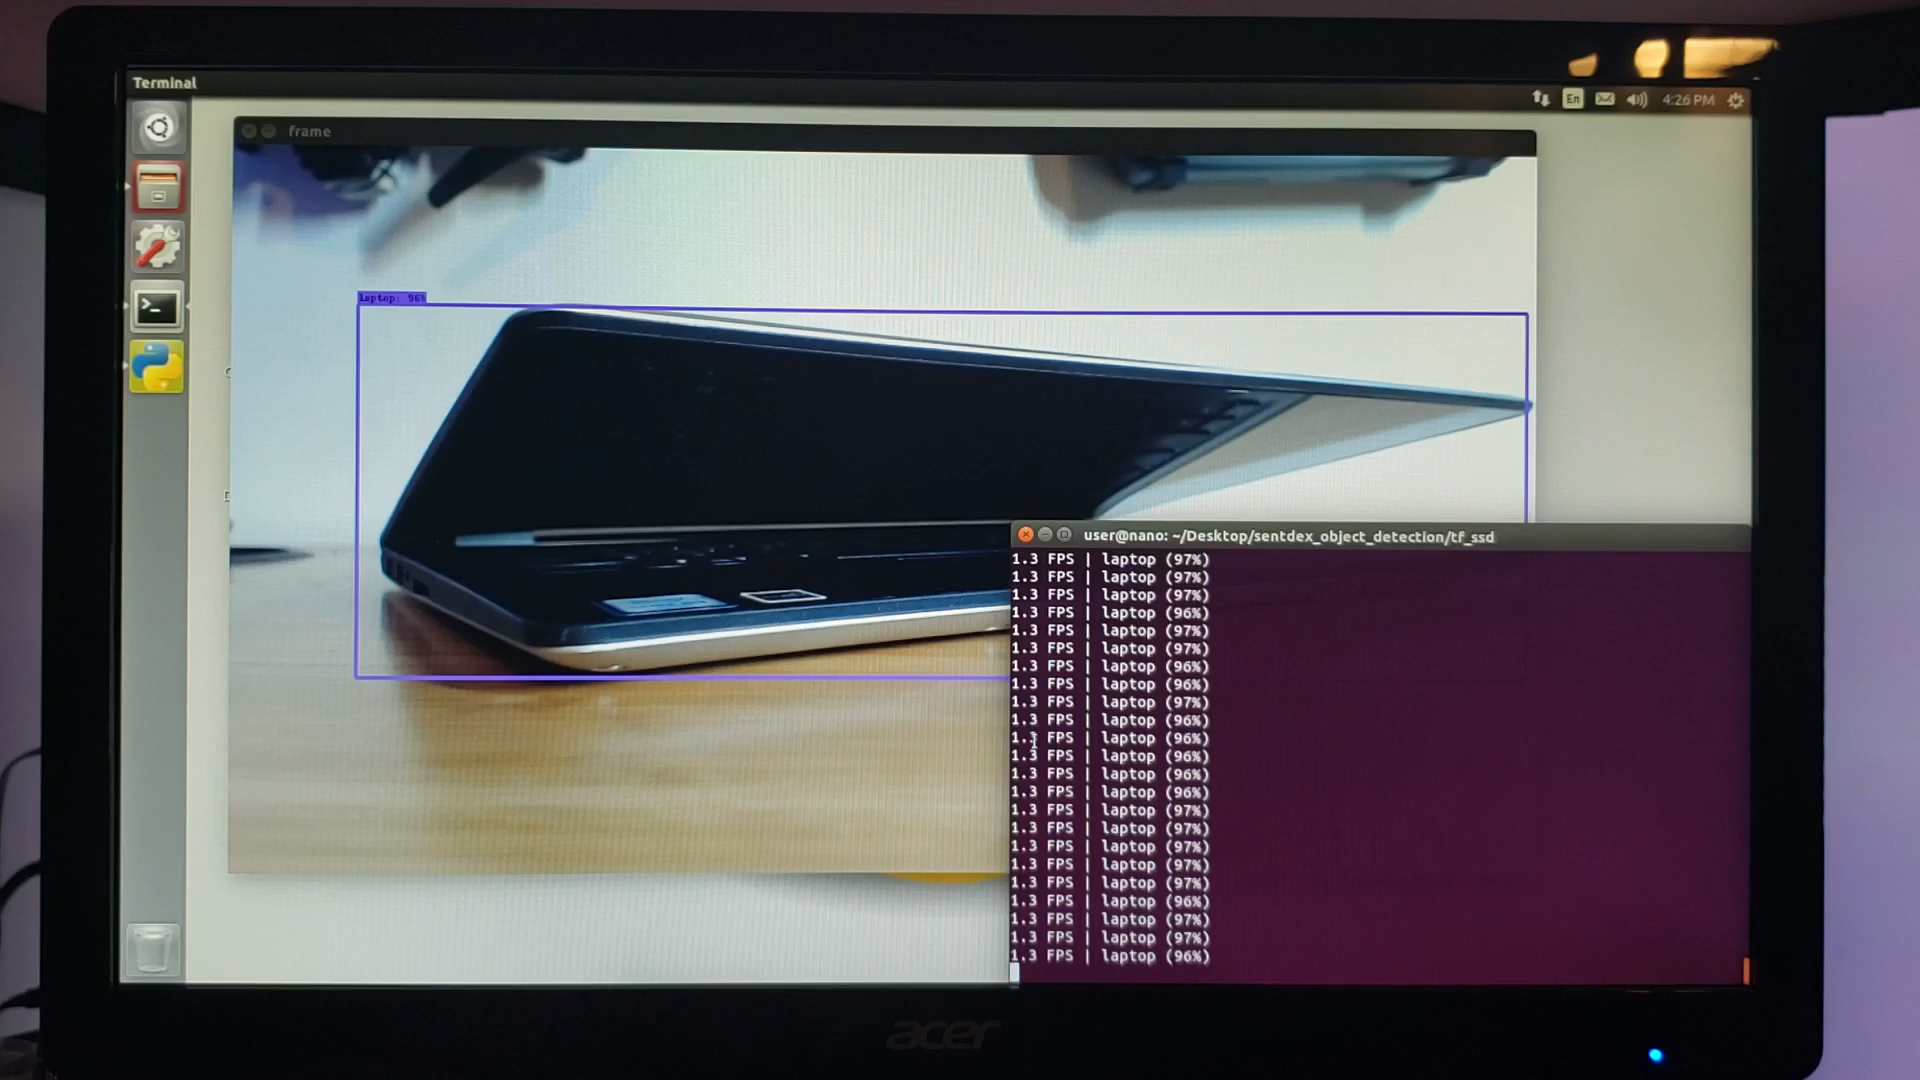 Terminal
En
4:26 PM
frame
laptop: 96%
user@nano: ~/Desktop/sentdex_object_detection/tf_ssd
1.3 FPS | laptop (97%)
1.3 FPS | laptop (97%)
1.3 FPS | laptop (97%)
1.3 FPS | laptop (96%)
1.3 FPS | laptop (97%)
1.3 FPS | laptop (97%)
1.3 FPS | laptop (96%)
1.3 FPS | laptop (96%)
1.3 FPS | laptop (97%)
1.3 FPS | laptop (96%)
1.3 FPS | laptop (96%)
1.3 FPS | laptop (96%)
1.3 FPS | laptop (96%)
1.3 FPS | laptop (96%)
1.3 FPS | laptop (97%)
1.3 FPS | laptop (97%)
1.3 FPS | laptop (97%)
1.3 FPS | laptop (97%)
1.3 FPS | laptop (97%)
1.3 FPS | laptop (96%)
1.3 FPS | laptop (97%)
1.3 FPS | laptop (97%)
1.3 FPS | laptop (96%)
acer